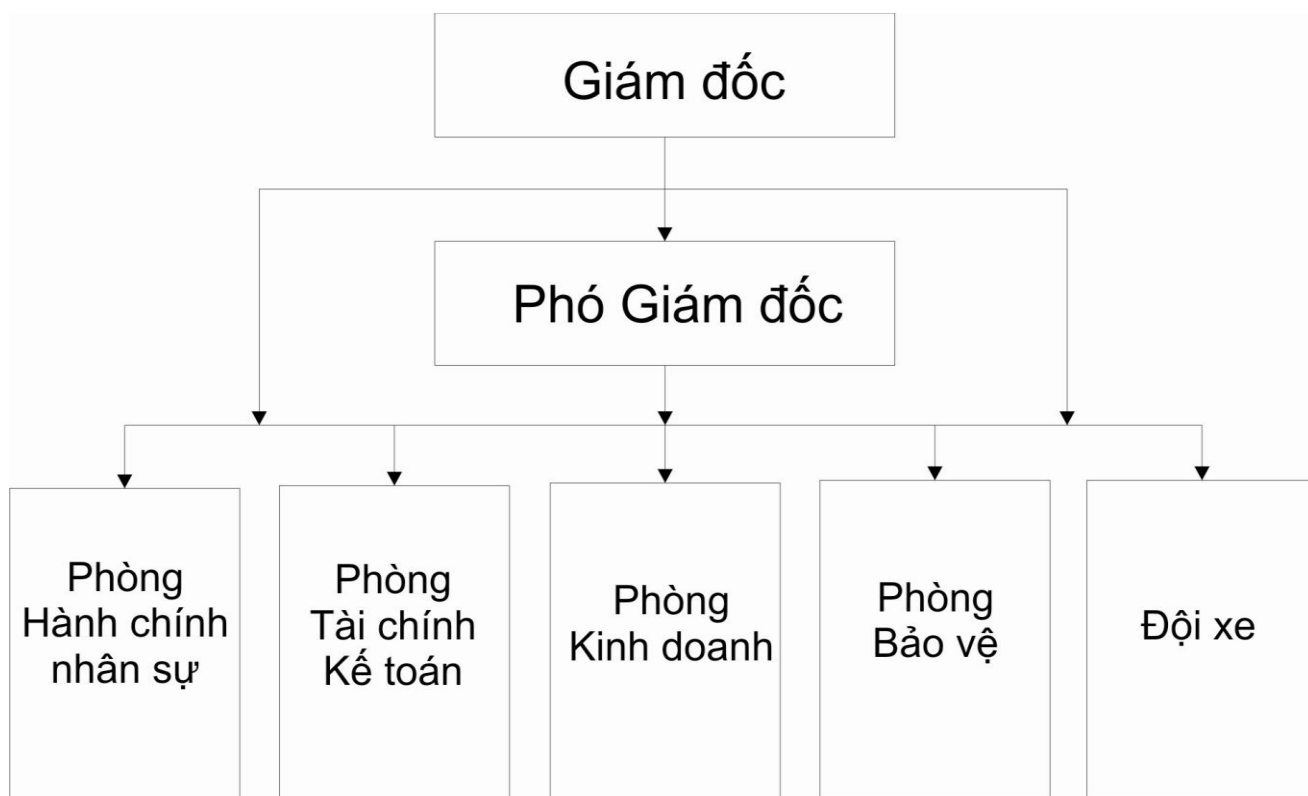 Giám đốc
Phó Giám đốc
Phòng
Hành chính
nhân sự
Phòng
Tài chính
Kế toán
Phòng
Kinh doanh
Phòng
Bảo vệ
Đội xe